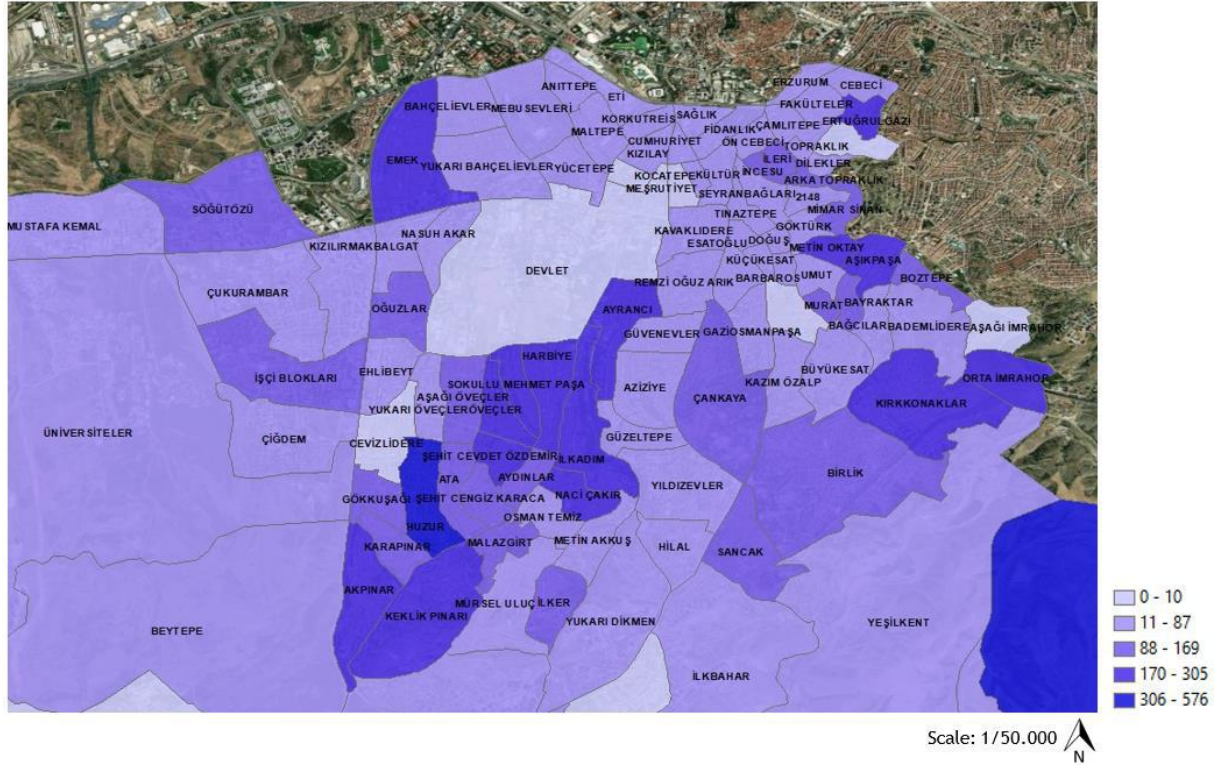 ERZURUM
CEBECİ
ANITTEPE
ETİ
BAHÇELİEVLER
MEBUSEVLERİ
FAKÜLTELER
KORKUTREİS
SAĞLIK
MALTEPE
FİDANLIK
ÇAMLITEPE
ERTUĞRULGAZİ
CUMHURİYET
ÖN CEBECİ
TOPRAKLIK
KIZILAY
EMEK
YUKARI BAHÇELİEVLER
YÜCETEPE
İLERİ
DİLEKLER
KOCATEPE
KÜLTÜR
İNCESU
ARKA TOPRAKLIK
MEŞRUTİYET
SEYRANBAĞLARI
2148
SÖĞÜTÖZÜ
TINAZTEPE
MİMAR SİNAN
MUSTAFA KEMAL
NASUH AKAR
KAVAKLIDERE
GÖKTÜRK
KIZILIRMAK
BALGAT
ESATOĞLU
DOĞUŞ
METİN OKTAY
KÜÇÜKESAT
AŞIKPAŞA
DEVLET
REMZİ OĞUZ ARIK
BARBAROS
UMUT
BOZTEPE
ÇUKURAMBAR
OĞUZLAR
AYRANCI
MURAT
BAYRAKTAR
GÜVENEVLER
GAZİOSMANPAŞA
BAĞCILAR
BADEMLİDERE
AŞAĞI İMRAHOR
HARBİYE
EHLİBEYT
BÜYÜKESAT
İŞÇİ BLOKLARI
SOKULLU MEHMET PAŞA
AZİZİYE
KAZIM ÖZALP
ORTA İMRAHOR
AŞAĞI ÖVEÇLER
ÇANKAYA
KIRKKONAKLAR
YUKARI ÖVEÇLER
ÖVEÇLER
ÜNİVERSİTELER
ÇİĞDEM
CEVİZLİDERE
GÜZELTEPE
ŞEHİT CEVDET ÖZDEMİR
İLKADIM
BİRLİK
ATA
AYDINLAR
YILDIZEVLER
GÖKKUŞAĞI
ŞEHİT CENGİZ KARACA
NACİ ÇAKIR
OSMAN TEMİZ
HUZUR
KARAPINAR
MALAZGİRT
METİN AKKUŞ
HİLAL
SANCAK
AKPINAR
KEKLİK PINARI
MÜRSEL ULUÇ
İLKER
YUKARI DİKMEN
YEŞİLKENT
BEYTEPE
İLKBAHAR
0 - 10
11 - 87
88 - 169
170 - 305
306 - 576
Scale: 1/50.000
N